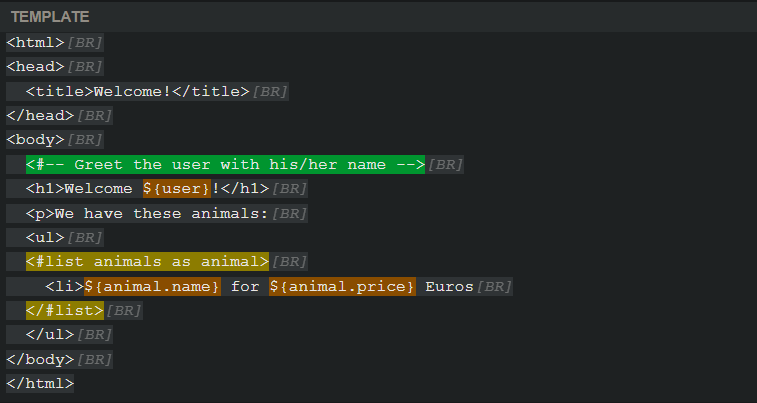 TEMPLATE
<html>[BR]
<head>[BR]
  <title>Welcome!</title>[BR]
</head>[BR]
<body>[BR]
  <#-- Greet the user with his/her name -->[BR]
  <h1>Welcome ${user}!</h1>[BR]
  <p>We have these animals:[BR]
  <ul>[BR]
  <#list animals as animal>[BR]
    <li>${animal.name} for ${animal.price} Euros[BR]
  </#list>[BR]
  </ul>[BR]
</body>[BR]
</html>